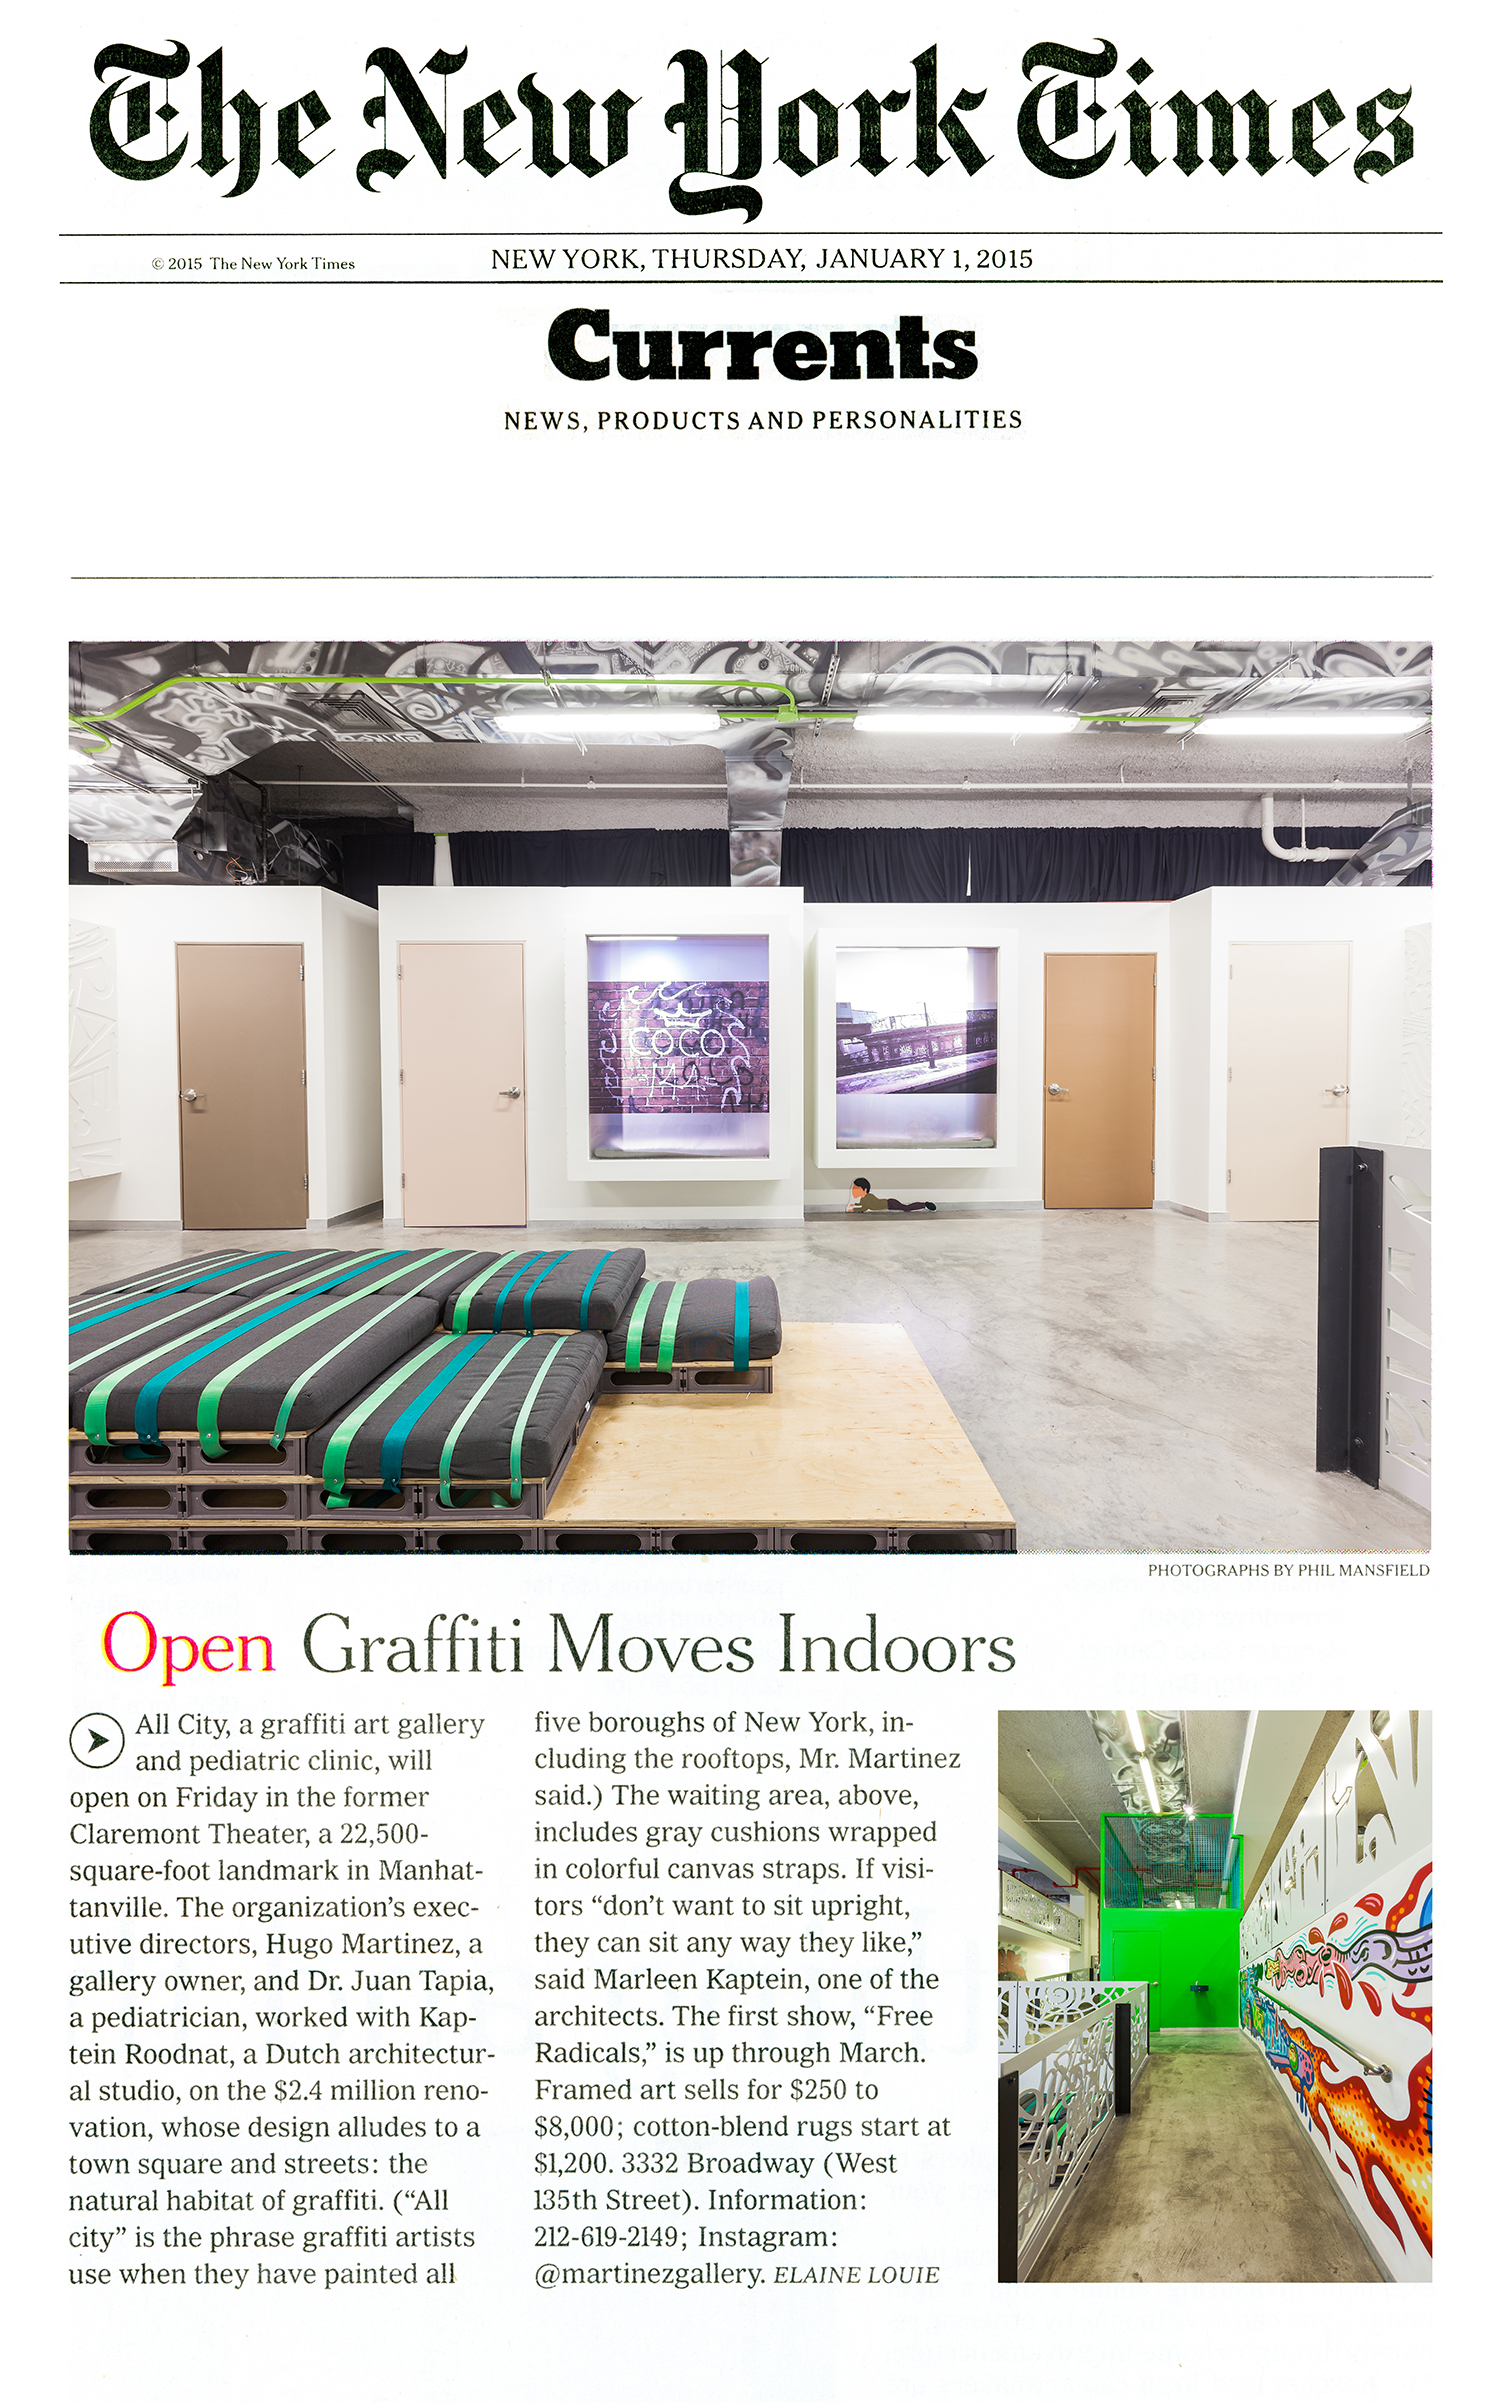 The New York Times
© 2015 The New York Times
NEW YORK, THURSDAY, JANUARY 1, 2015
Currents
NEWS, PRODUCTS AND PERSONALITIES
COCO
144
PHOTOGRAPHS BY PHIL MANSFIELD
Open Graffiti Moves Indoors
All City, a graffiti art gallery
and pediatric clinic, will
open on Friday in the former
Claremont Theater, a 22,500-
square-foot landmark in Manhat-
tanville. The organization's exec-
utive directors, Hugo Martinez, a
gallery owner, and Dr. Juan Tapia,
a pediatrician, worked with Kap-
tein Roodnat, a Dutch architectur-
al studio, on the $2.4 million reno-
vation, whose design alludes to a
town square and streets: the
natural habitat of graffiti. (“All
city” is the phrase graffiti artists
use when they have painted all
five boroughs of New York, in-
cluding the rooftops, Mr. Martinez
said.) The waiting area, above,
includes gray cushions wrapped
in colorful canvas straps. If visi-
tors “don’t want to sit upright,
they can sit any way they like,”
said Marleen Kaptein, one of the
architects. The first show, “Free
Radicals,” is up through March.
Framed art sells for $250 to
$8,000; cotton-blend rugs start at
$1,200. 3332 Broadway (West
135th Street). Information:
212-619-2149; Instagram:
@martinezgallery. ELAINE LOUIE